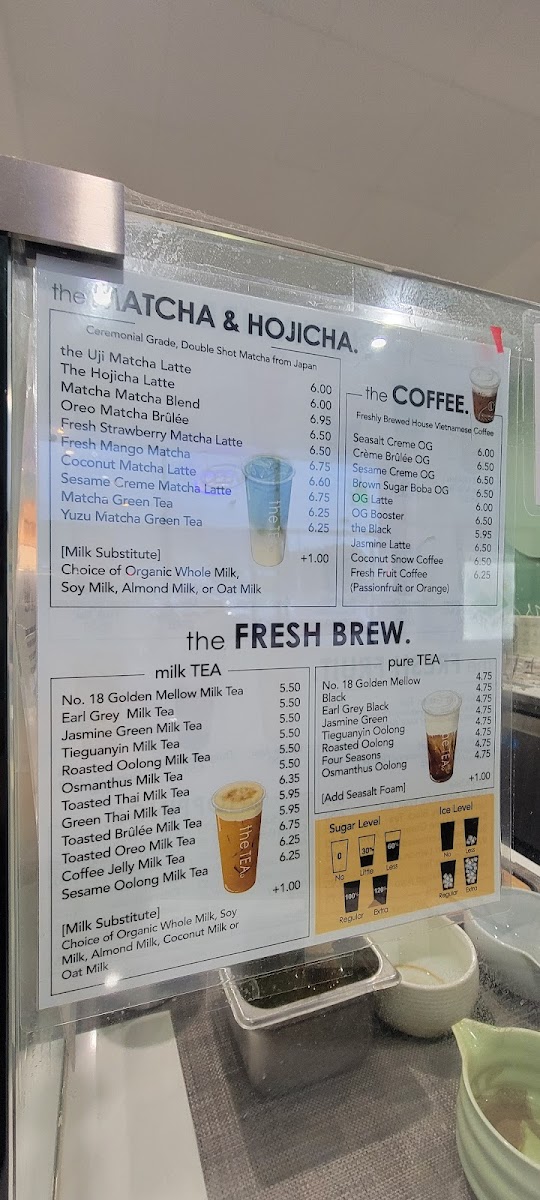 the MATCHA & HOJICHA.
Ceremonial Grade, Double Shot Matcha from Japan
the Uji Matcha Latte 6.00
The Hojicha Latte 6.00
Matcha Matcha Blend 6.95
Oreo Matcha Brûlée 6.50
Fresh Strawberry Matcha Latte 6.50
Fresh Mango Matcha 6.75
Coconut Matcha Latte 6.60
Sesame Creme Matcha Latte 6.75
Matcha Green Tea 6.25
Yuzu Matcha Green Tea 6.25
[Milk Substitute] +1.00
Choice of Organic Whole Milk,
Soy Milk, Almond Milk, or Oat Milk
the TEA
the COFFEE.
Freshly Brewed House Vietnamese Coffee
Seasalt Creme OG 6.00
Crème Brûlée OG 6.50
Sesame Creme OG 6.50
Brown Sugar Boba OG 6.50
OG Latte 6.00
OG Booster 6.50
the Black 5.95
Jasmine Latte 6.50
Coconut Snow Coffee 6.50
Fresh Fruit Coffee 6.25
(Passionfruit or Orange)
the FRESH BREW.
milk TEA
No. 18 Golden Mellow Milk Tea 5.50
Earl Grey Milk Tea 5.50
Jasmine Green Milk Tea 5.50
Tieguanyin Milk Tea 5.50
Roasted Oolong Milk Tea 5.50
Osmanthus Milk Tea 5.50
Toasted Thai Milk Tea 6.35
Green Thai Milk Tea 5.95
Toasted Brûlée Milk Tea 5.95
Toasted Oreo Milk Tea 6.75
Coffee Jelly Milk Tea 6.25
Sesame Oolong Milk Tea 6.25
+1.00
[Milk Substitute]
Choice of Organic Whole Milk, Soy
Milk, Almond Milk, Coconut Milk or
Oat Milk
the TEA
pure TEA
No. 18 Golden Mellow 4.75
Black 4.75
Earl Grey Black 4.75
Jasmine Green 4.75
Tieguanyin Oolong 4.75
Roasted Oolong 4.75
Four Seasons 4.75
Osmanthus Oolong
[Add Seasalt Foam] +1.00
Sugar Level
0 30% 60%
No Little Less
100% 120%
Regular Extra
Ice Level
No Less
Regular Extra